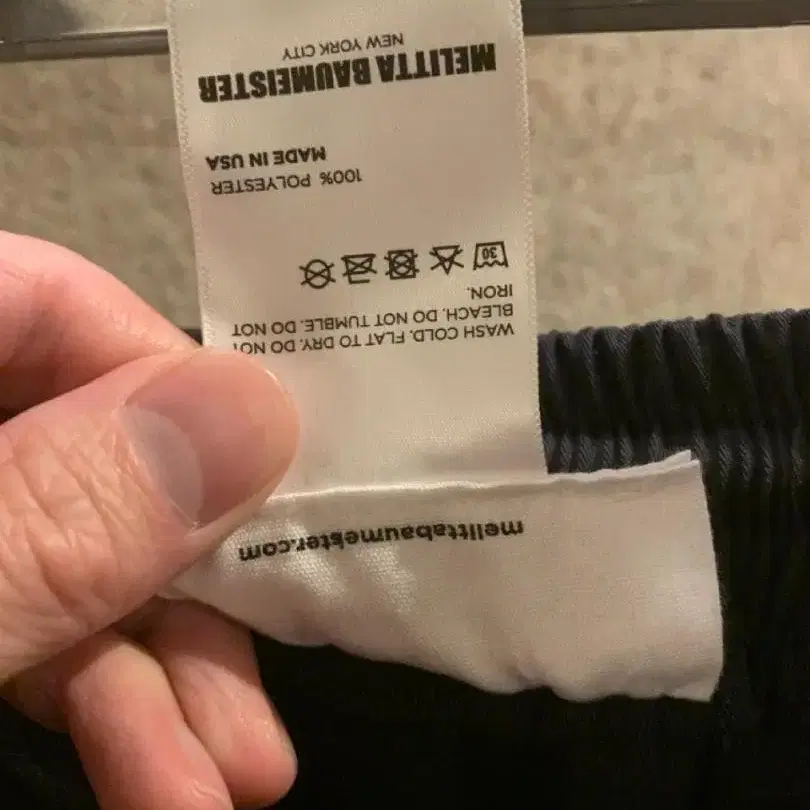 melittabaumeister.com
WASH COLD. FLAT TO DRY. DO NOT
BLEACH. DO NOT TUMBLE. DO NOT
IRON.
30
100% POLYESTER
MADE IN USA
MELITTA BAUMEISTER
NEW YORK CITY